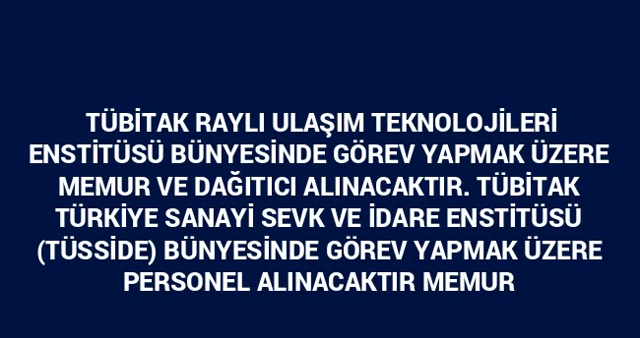 TÜBİTAK RAYLI ULAŞIM TEKNOLOJİLERİ
ENSTİTÜSÜ BÜNYESİNDE GÖREV YAPMAK ÜZERE
MEMUR VE DAĞITICI ALINACAKTIR. TÜBİTAK
TÜRKİYE SANAYİ SEVK VE İDARE ENSTİTÜSÜ
(TÜSSİDE) BÜNYESİNDE GÖREV YAPMAK ÜZERE
PERSONEL ALINACAKTIR MEMUR